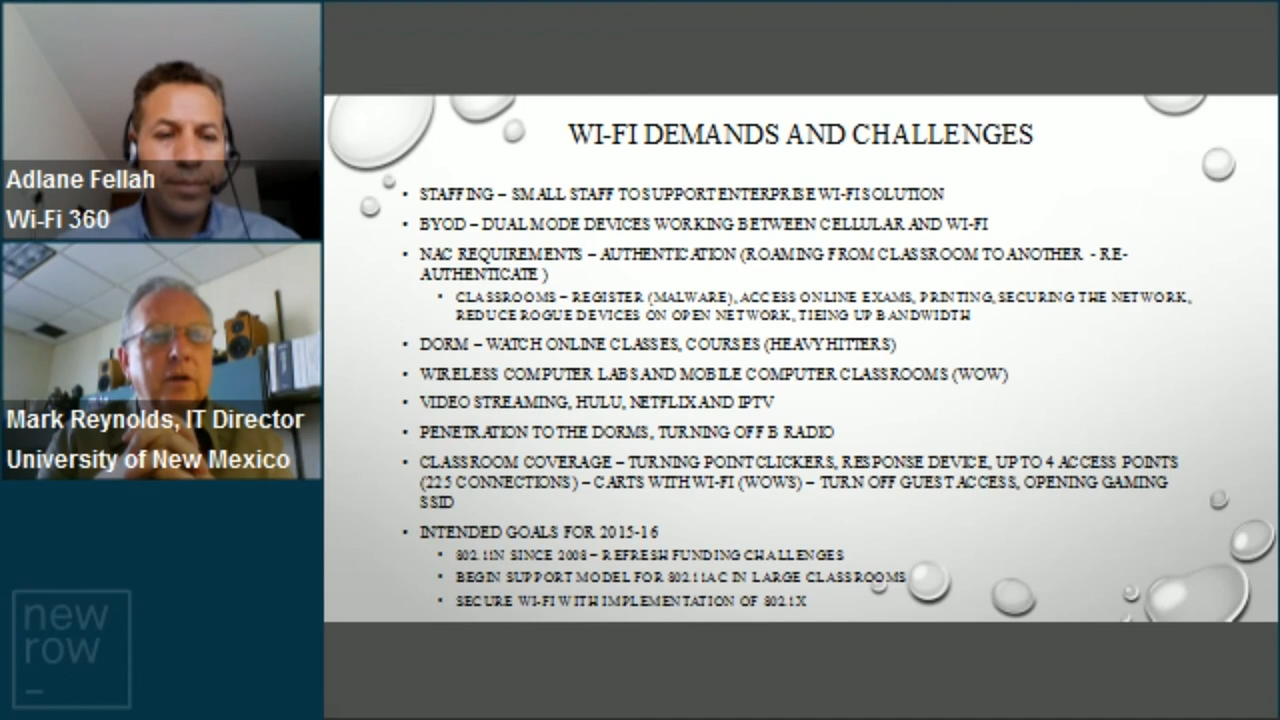 Adlane Fellah
Wi-Fi 360
Mark Reynolds, IT Director
University of New Mexico
new
row
WI-FI DEMANDS AND CHALLENGES
• STAFFING – SMALL STAFF TO SUPPORT ENTERPRISE WI-FI SOLUTION
• BYOD – DUAL MODE DEVICES WORKING BETWEEN CELLULAR AND WI-FI
• NAC REQUIREMENTS – AUTHENTICATION (ROAMING FROM CLASSROOM TO ANOTHER - RE-
AUTHENTICATE )
• CLASSROOMS – REGISTER (MALWARE), ACCESS ONLINE EXAMS, PRINTING, SECURING THE NETWORK,
REDUCE ROGUE DEVICES ON OPEN NETWORK, TIEING UP BANDWIDTH
• DORM – WATCH ONLINE CLASSES, COURSES (HEAVY HITTERS)
• WIRELESS COMPUTER LABS AND MOBILE COMPUTER CLASSROOMS (WOW)
• VIDEO STREAMING, HULU, NETFLIX AND IPTV
• PENETRATION TO THE DORMS, TURNING OFF B RADIO
• CLASSROOM COVERAGE – TURNING POINT CLICKERS, RESPONSE DEVICE, UP TO 4 ACCESS POINTS
(225 CONNECTIONS) – CARTS WITH WI-FI (WOWS) – TURN OFF GUEST ACCESS, OPENING GAMING
SSID
• INTENDED GOALS FOR 2015-16
• 802.11N SINCE 2008 – REFRESH FUNDING CHALLENGES
• BEGIN SUPPORT MODEL FOR 802.11AC IN LARGE CLASSROOMS
• SECURE WI-FI WITH IMPLEMENTATION OF 802.1X